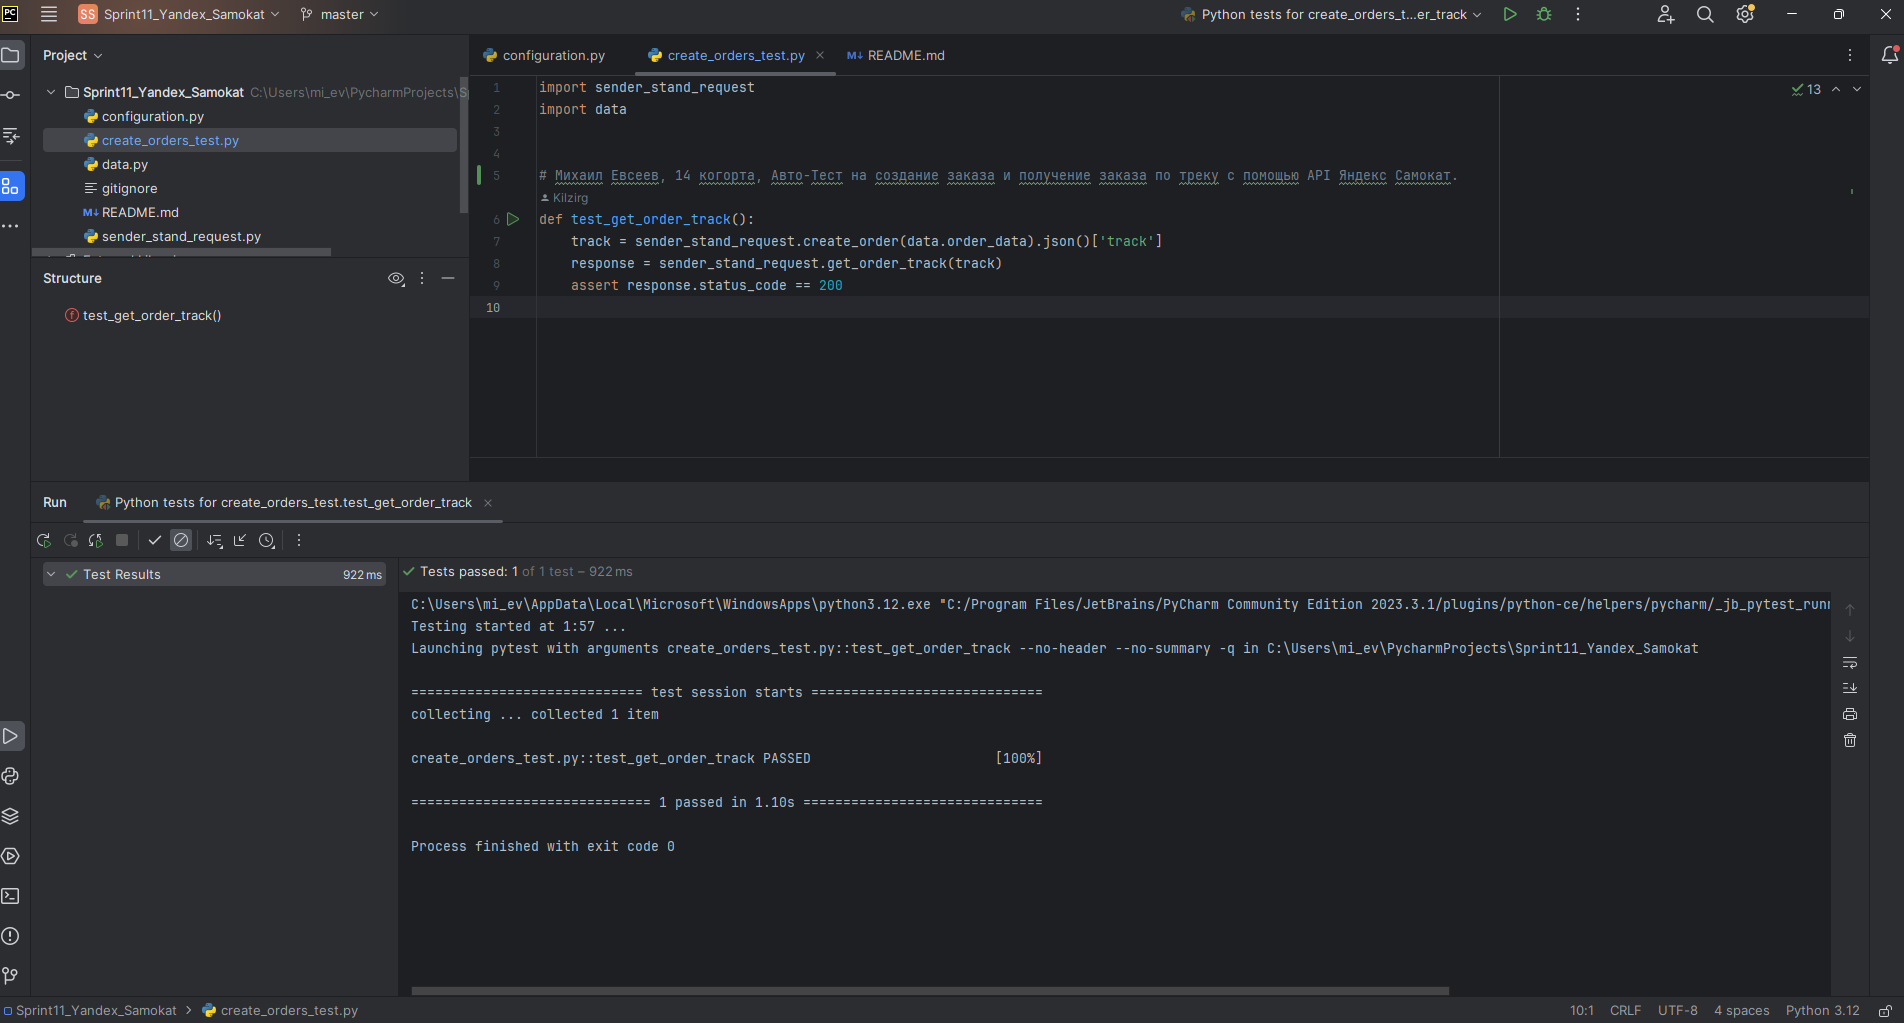 PC
SS Sprint11_Yandex_Samokat
master
Python tests for create_orders_t...er_track
Project
Sprint11_Yandex_Samokat C:\Users\mi_ev\PycharmProjects\S
configuration.py
create_orders_test.py
data.py
gitignore
M↓ README.md
sender_stand_request.py
Structure
f test_get_order_track()
configuration.py
create_orders_test.py
M↓ README.md
13
1 import sender_stand_request
2 import data
3
4
5 # Михаил Евсеев, 14 когорта, Авто-Тест на создание заказа и получение заказа по треку с помощью API Яндекс Самокат.
Kilzirg
6 def test_get_order_track():
7 track = sender_stand_request.create_order(data.order_data).json()['track']
8 response = sender_stand_request.get_order_track(track)
9 assert response.status_code == 200
10
Run
Python tests for create_orders_test.test_get_order_track
Test Results 922 ms
Tests passed: 1 of 1 test – 922 ms
C:\Users\mi_ev\AppData\Local\Microsoft\WindowsApps\python3.12.exe "C:/Program Files/JetBrains/PyCharm Community Edition 2023.3.1/plugins/python-ce/helpers/pycharm/_jb_pytest_runn
Testing started at 1:57 ...
Launching pytest with arguments create_orders_test.py::test_get_order_track --no-header --no-summary -q in C:\Users\mi_ev\PycharmProjects\Sprint11_Yandex_Samokat
============================= test session starts =============================
collecting ... collected 1 item
create_orders_test.py::test_get_order_track PASSED [100%]
============================== 1 passed in 1.10s ==============================
Process finished with exit code 0
Sprint11_Yandex_Samokat
create_orders_test.py
10:1 CRLF UTF-8 4 spaces Python 3.12